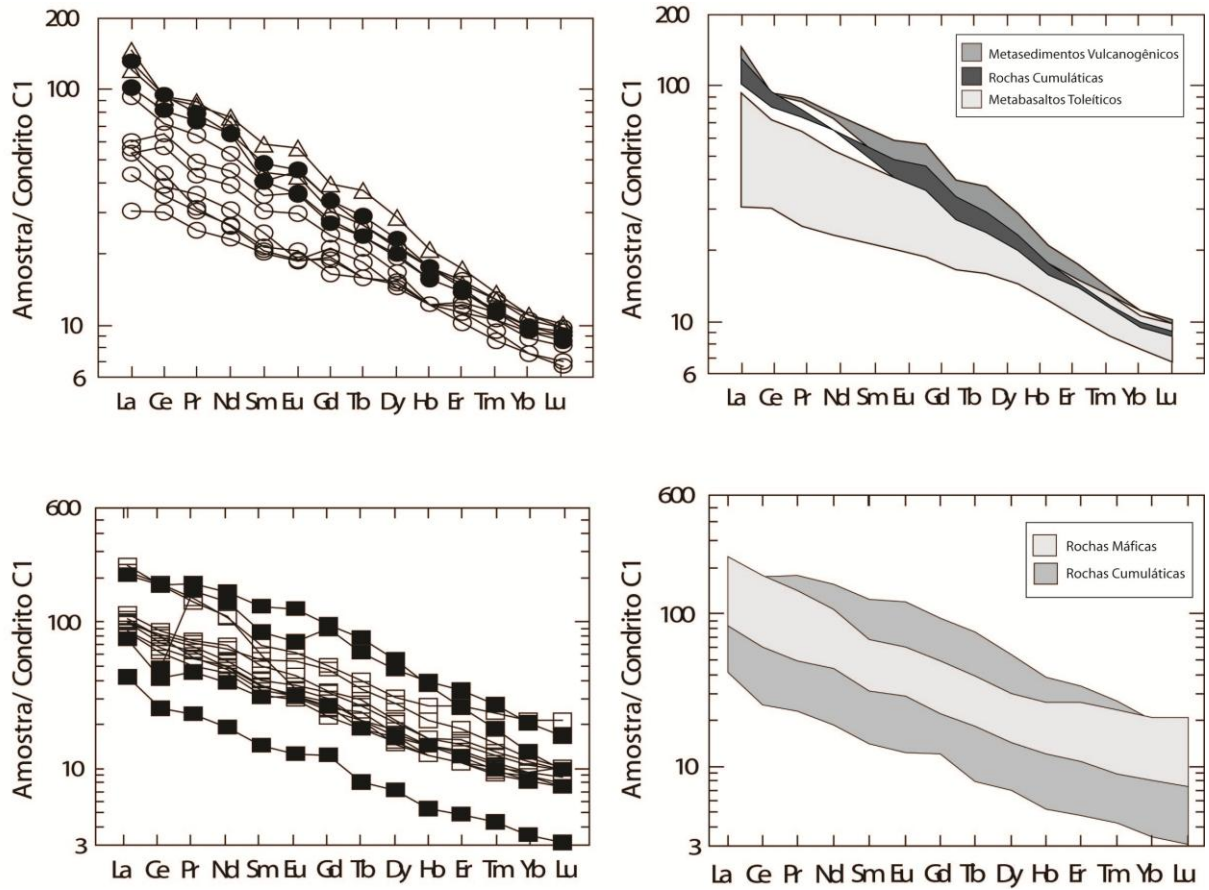 200
100
10
6
Amostra/ Condrito C1
La Ce Pr Nd Sm Eu Gd Tb Dy Ho Er Tm Yb Lu
200
100
10
6
Amostra/ Condrito C1
Metasedimentos Vulcanogênicos
Rochas Cumuláticas
Metabasaltos Toleíticos
La Ce Pr Nd Sm Eu Gd Tb Dy Ho Er Tm Yb Lu
600
100
10
3
Amostra/ Condrito C1
La Ce Pr Nd Sm Eu Gd Tb Dy Ho Er Tm Yb Lu
600
100
10
3
Amostra/ Condrito C1
Rochas Máficas
Rochas Cumuláticas
La Ce Pr Nd Sm Eu Gd Tb Dy Ho Er Tm Yb Lu